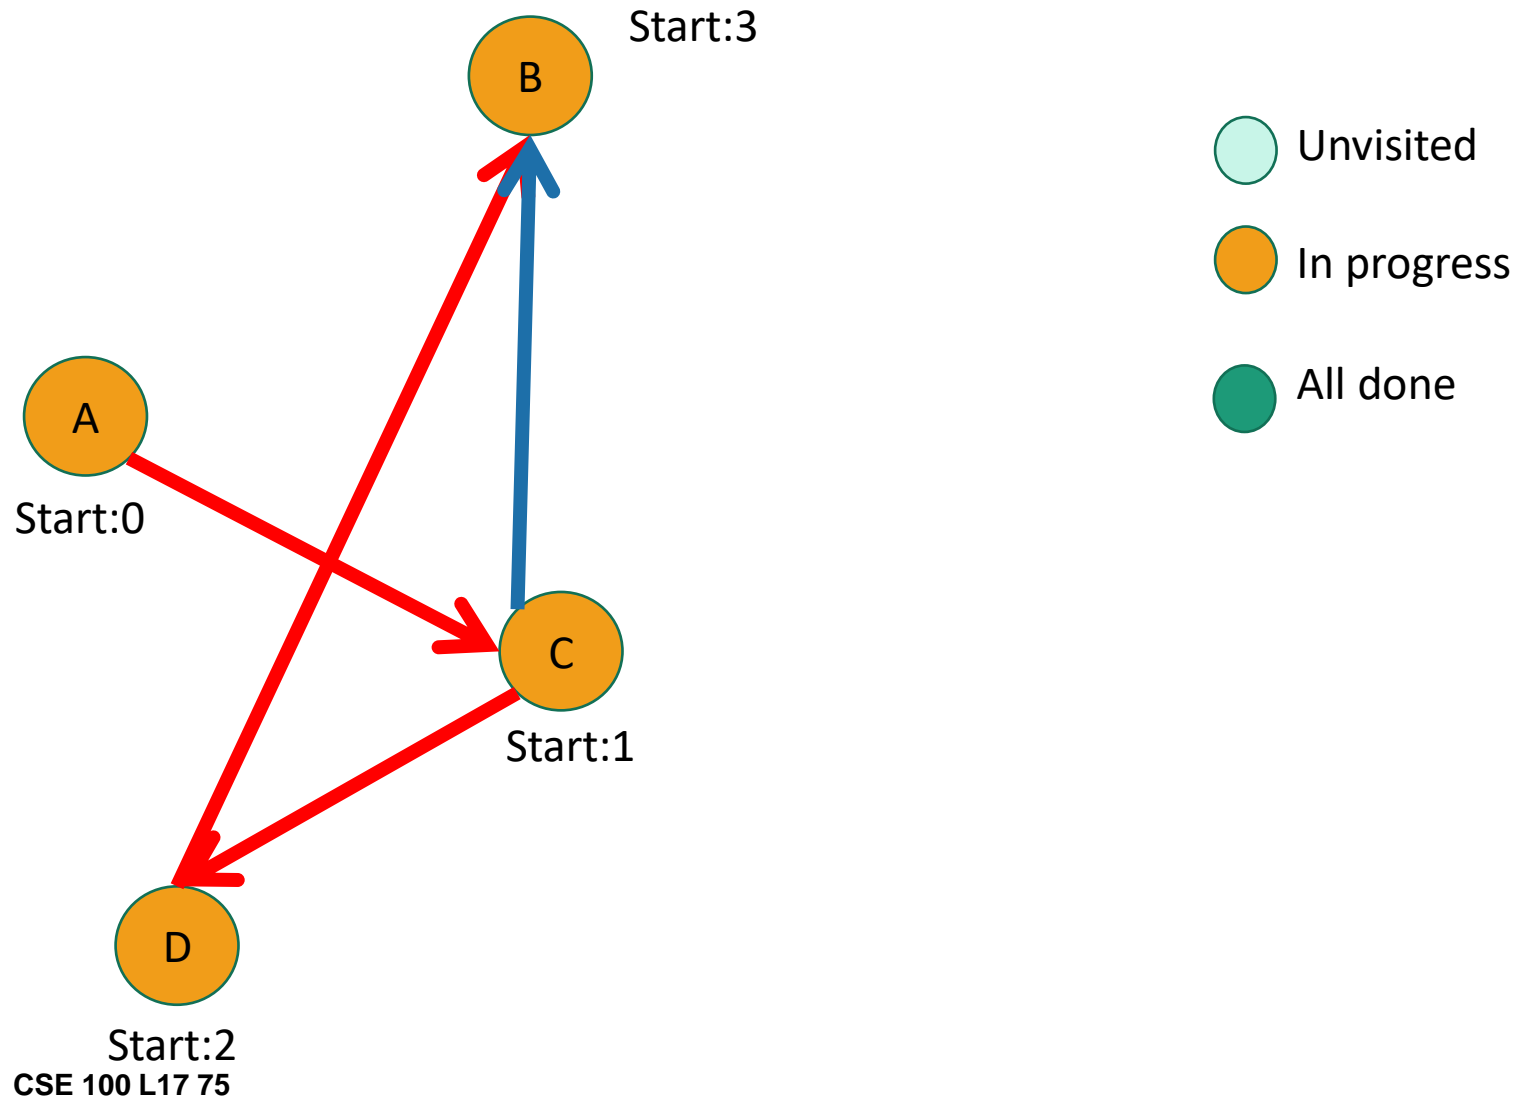 Start:3
B
Unvisited
In progress
All done
A
Start:0
C
Start:1
D
Start:2
CSE 100 L17 75